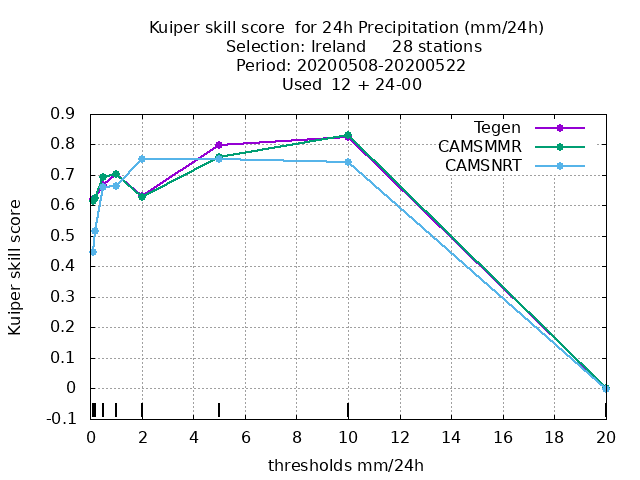 Kuiper skill score  for 24h Precipitation (mm/24h)
Selection: Ireland     28 stations
Period: 20200508-20200522
Used  12 + 24-00
Tegen
CAMSMMR
CAMSNRT
Kuiper skill score
0.9
0.8
0.7
0.6
0.5
0.4
0.3
0.2
0.1
0
-0.1
0 2 4 6 8 10 12 14 16 18 20
thresholds mm/24h